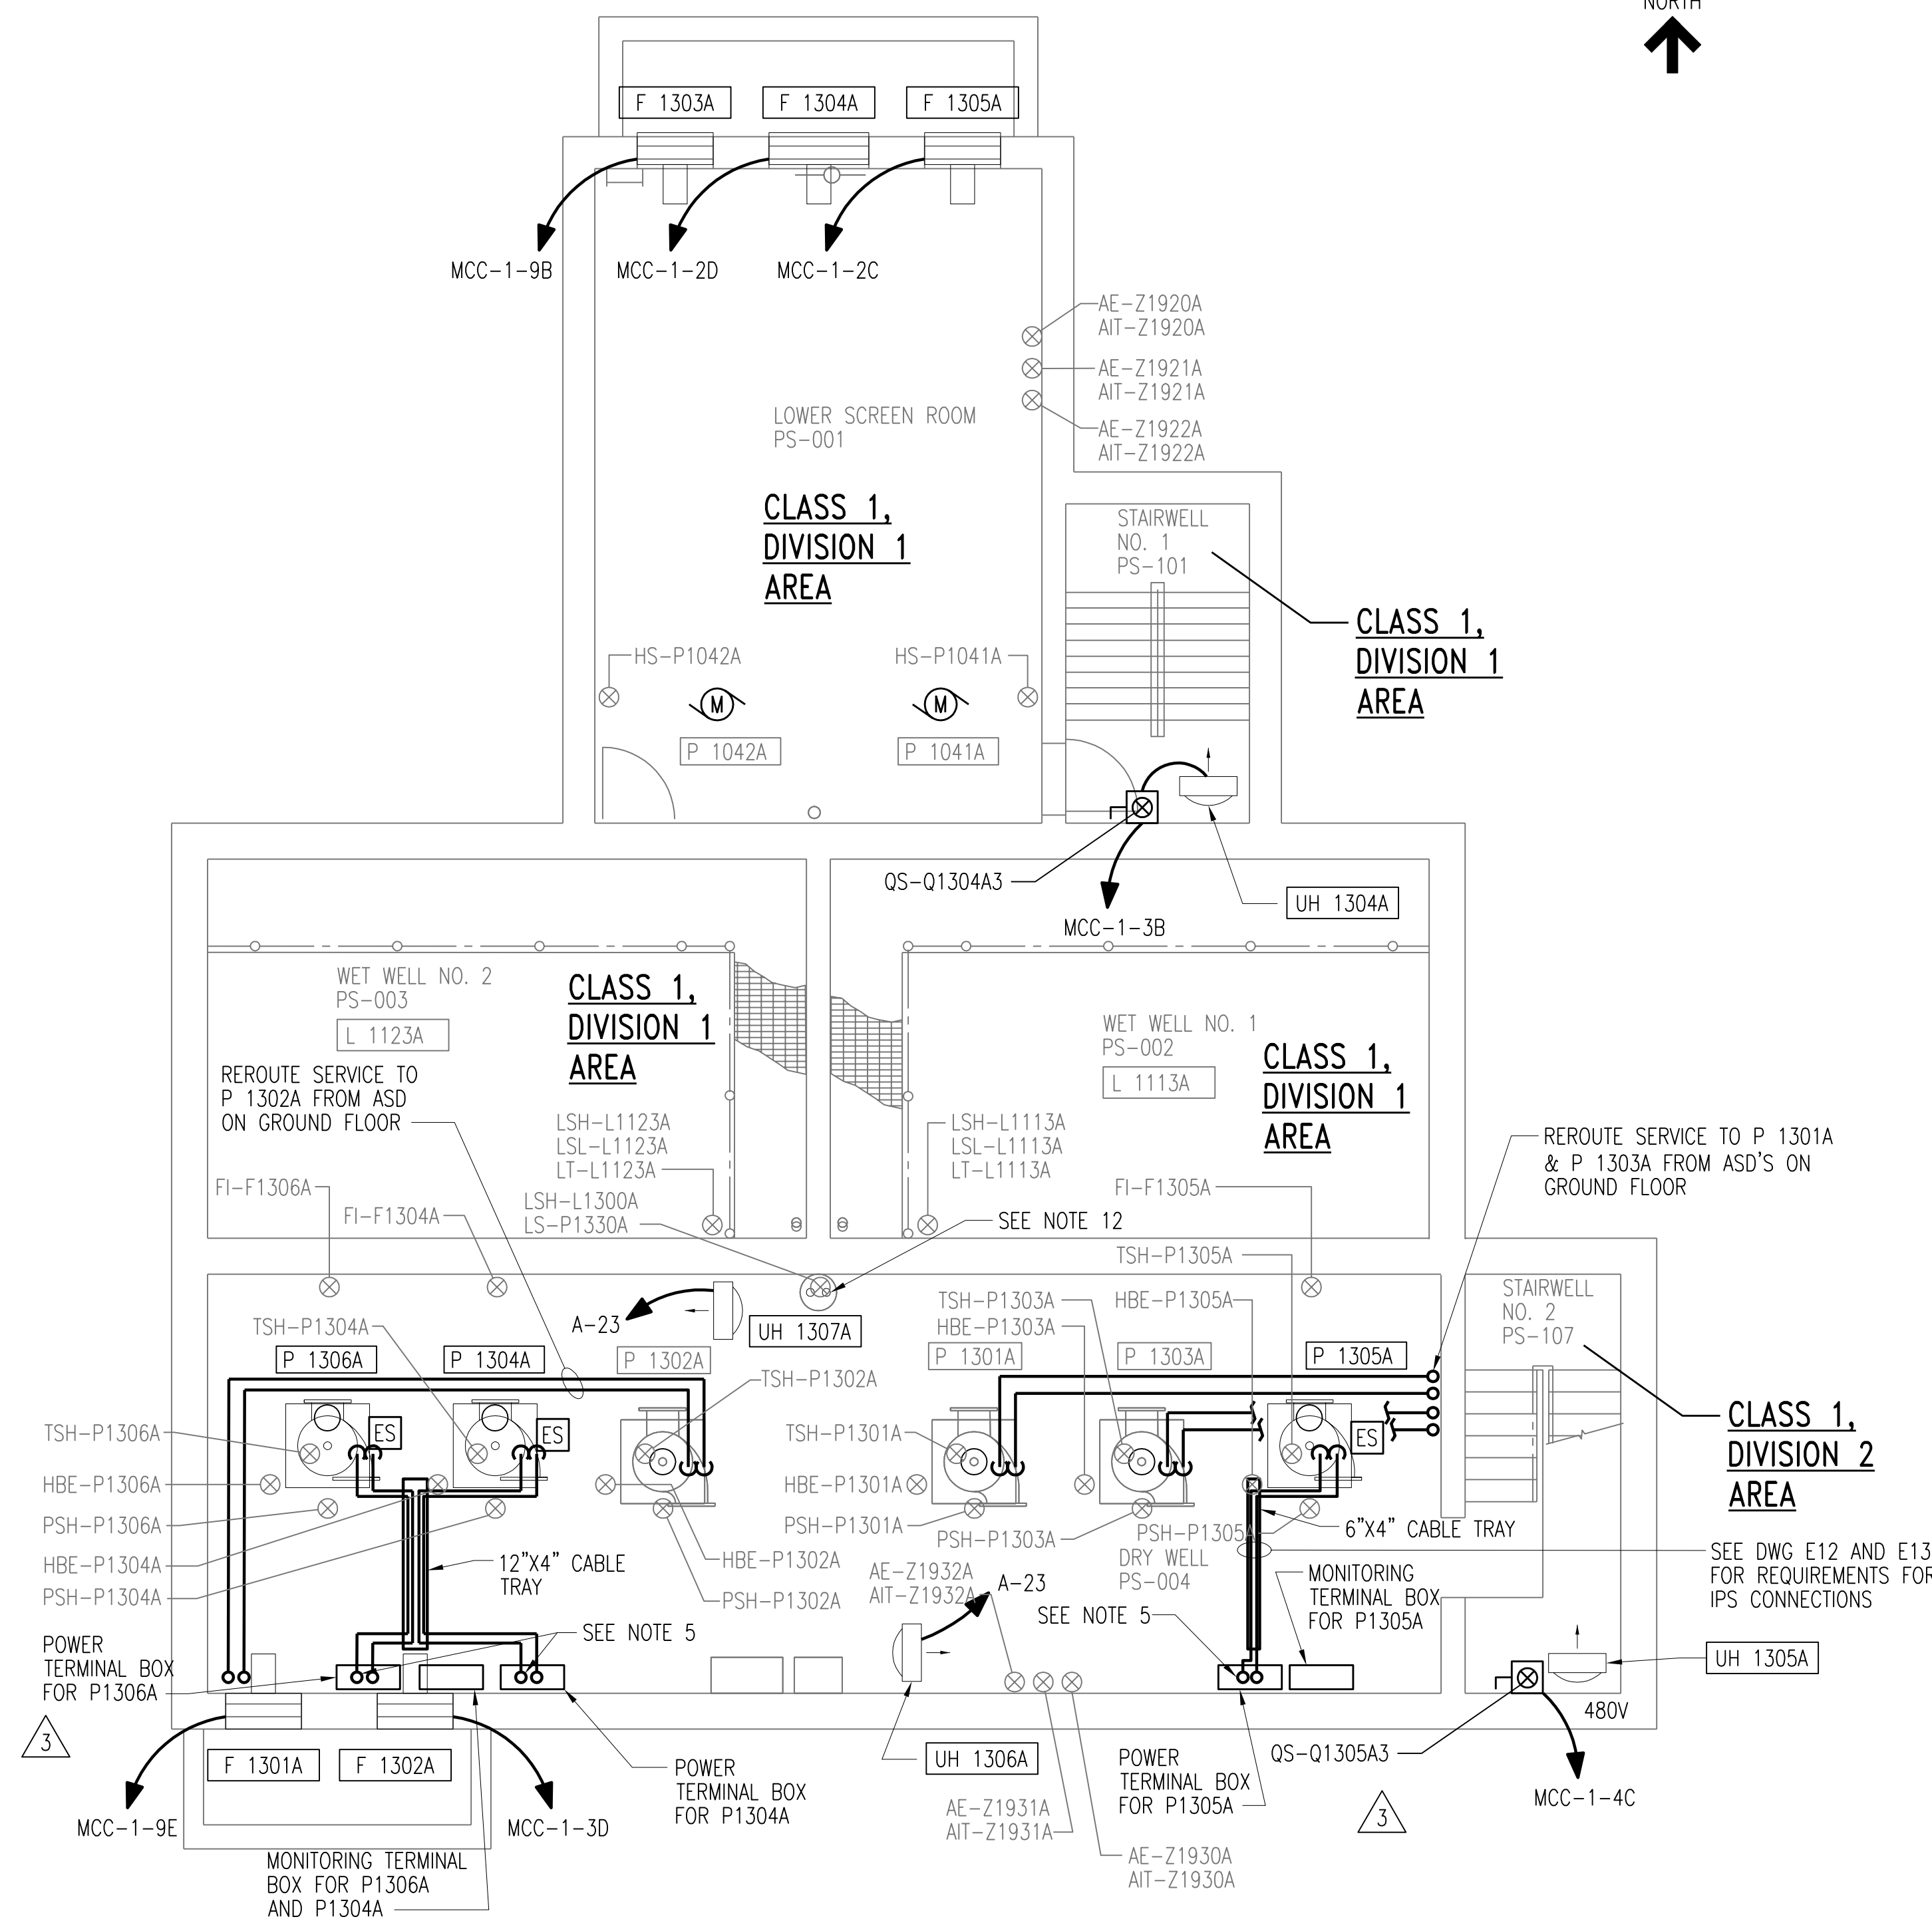 NORTH
F 1303A
F 1304A
F 1305A
MCC-1-9B
MCC-1-2D
MCC-1-2C
AE-Z1920A
AIT-Z1920A
AE-Z1921A
AIT-Z1921A
AE-Z1922A
AIT-Z1922A
LOWER SCREEN ROOM
PS-001
CLASS 1,
DIVISION 1
AREA
STAIRWELL
NO. 1
PS-101
CLASS 1,
DIVISION 1
AREA
HS-P1042A
HS-P1041A
M
M
P 1042A
P 1041A
QS-Q1304A3
UH 1304A
MCC-1-3B
WET WELL NO. 2
PS-003
L 1123A
CLASS 1,
DIVISION 1
AREA
WET WELL NO. 1
PS-002
L 1113A
CLASS 1,
DIVISION 1
AREA
REROUTE SERVICE TO
P 1302A FROM ASD
ON GROUND FLOOR
LSH-L1123A
LSL-L1123A
LT-L1123A
LSH-L1113A
LSL-L1113A
LT-L1113A
REROUTE SERVICE TO P 1301A
& P 1303A FROM ASD'S ON
GROUND FLOOR
FI-F1306A
FI-F1304A
LSH-L1300A
LS-P1330A
SEE NOTE 12
FI-F1305A
TSH-P1305A
A-23
UH 1307A
TSH-P1303A
HBE-P1303A
HBE-P1305A
STAIRWELL
NO. 2
PS-107
TSH-P1304A
P 1306A
P 1304A
P 1302A
P 1301A
P 1303A
P 1305A
TSH-P1302A
CLASS 1,
DIVISION 2
AREA
TSH-P1306A
ES
ES
TSH-P1301A
ES
HBE-P1306A
HBE-P1301A
PSH-P1306A
PSH-P1301A
PSH-P1303A
PSH-P1305A
6"X4" CABLE TRAY
HBE-P1304A
PSH-P1304A
12"X4" CABLE
TRAY
HBE-P1302A
PSH-P1302A
AE-Z1932A
AIT-Z1932A
A-23
DRY WELL
PS-004
MONITORING
TERMINAL BOX
FOR P1305A
SEE DWG E12 AND E13
FOR REQUIREMENTS FOR
IPS CONNECTIONS
SEE NOTE 5
SEE NOTE 5
POWER
TERMINAL BOX
FOR P1306A
UH 1305A
480V
3
F 1301A
F 1302A
POWER
TERMINAL BOX
FOR P1304A
UH 1306A
POWER
TERMINAL BOX
FOR P1305A
QS-Q1305A3
3
MCC-1-4C
MCC-1-9E
MCC-1-3D
AE-Z1931A
AIT-Z1931A
AE-Z1930A
AIT-Z1930A
MONITORING TERMINAL
BOX FOR P1306A
AND P1304A